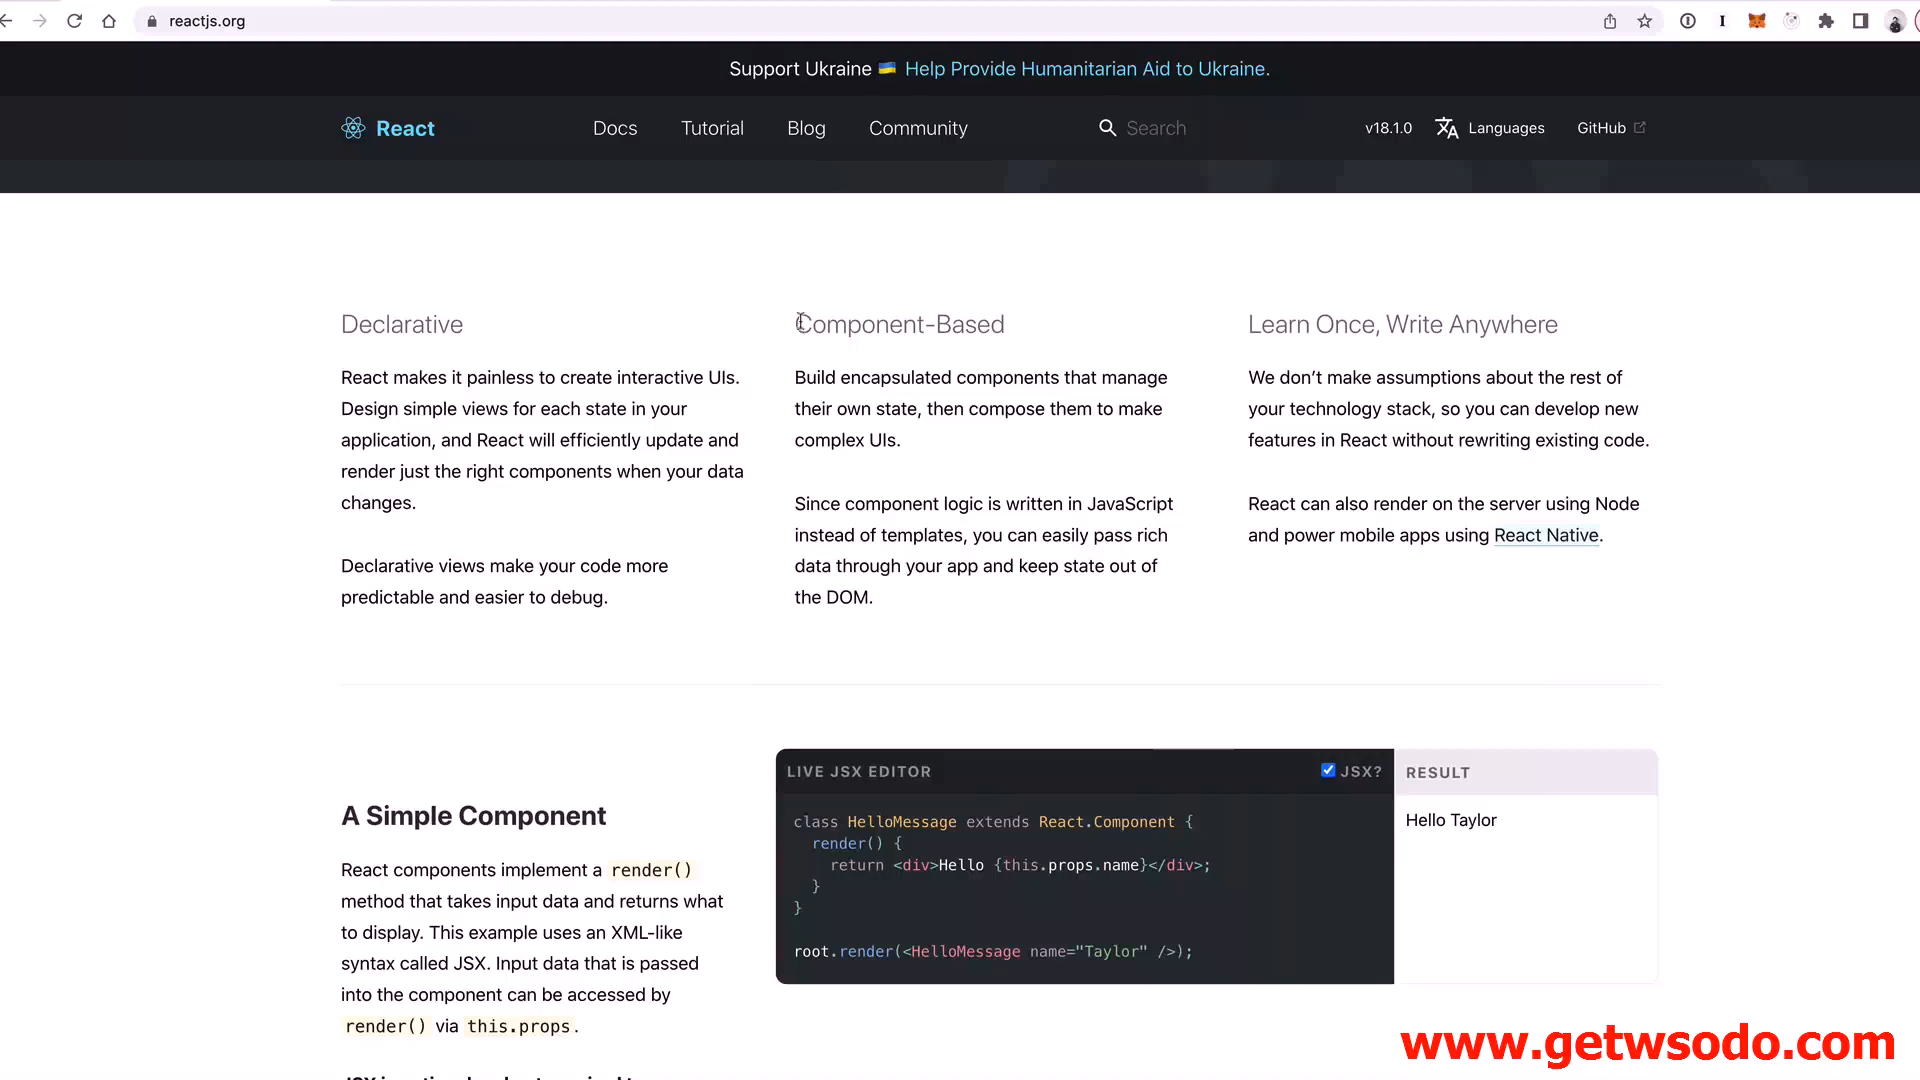 reactjs.org
Support Ukraine 🇺🇦 Help Provide Humanitarian Aid to Ukraine.
React Docs Tutorial Blog Community Search v18.1.0 Languages GitHub
Declarative
React makes it painless to create interactive UIs.
Design simple views for each state in your
application, and React will efficiently update and
render just the right components when your data
changes.
Declarative views make your code more
predictable and easier to debug.
Component-Based
Build encapsulated components that manage
their own state, then compose them to make
complex UIs.
Since component logic is written in JavaScript
instead of templates, you can easily pass rich
data through your app and keep state out of
the DOM.
Learn Once, Write Anywhere
We don’t make assumptions about the rest of
your technology stack, so you can develop new
features in React without rewriting existing code.
React can also render on the server using Node
and power mobile apps using React Native.
A Simple Component
React components implement a render()
method that takes input data and returns what
to display. This example uses an XML-like
syntax called JSX. Input data that is passed
into the component can be accessed by
render() via this.props.
LIVE JSX EDITOR JSX?
class HelloMessage extends React.Component {
render() {
return <div>Hello {this.props.name}</div>;
}
}
root.render(<HelloMessage name="Taylor" />);
RESULT
Hello Taylor
www.getwsodo.com